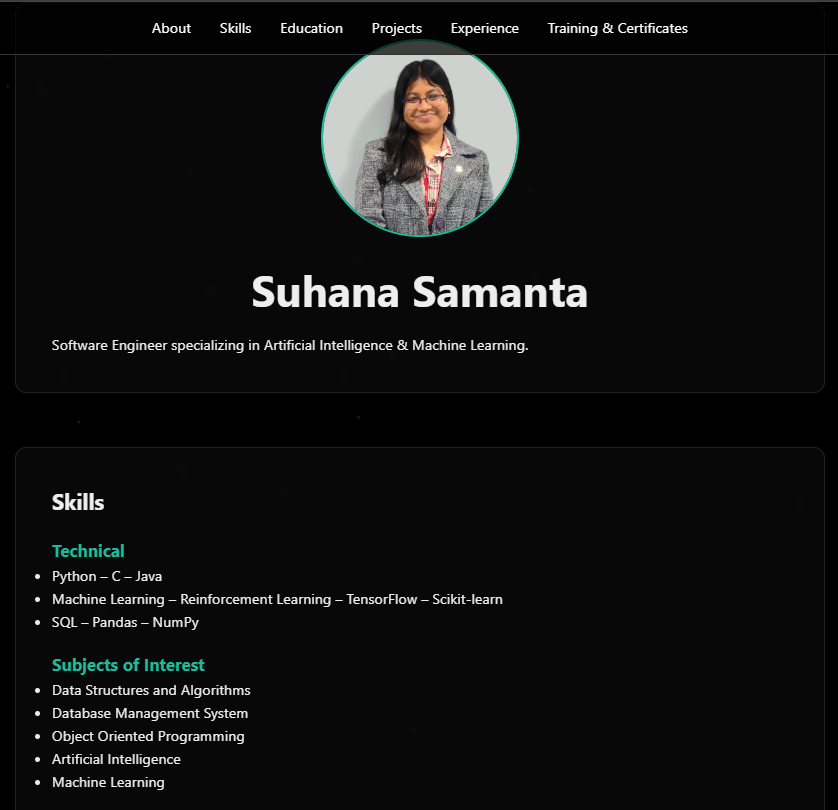 About Skills Education Projects Experience Training & Certificates
Suhana Samanta
Software Engineer specializing in Artificial Intelligence & Machine Learning.
Skills
Technical
• Python – C – Java
• Machine Learning – Reinforcement Learning – TensorFlow – Scikit-learn
• SQL – Pandas – NumPy
Subjects of Interest
• Data Structures and Algorithms
• Database Management System
• Object Oriented Programming
• Artificial Intelligence
• Machine Learning